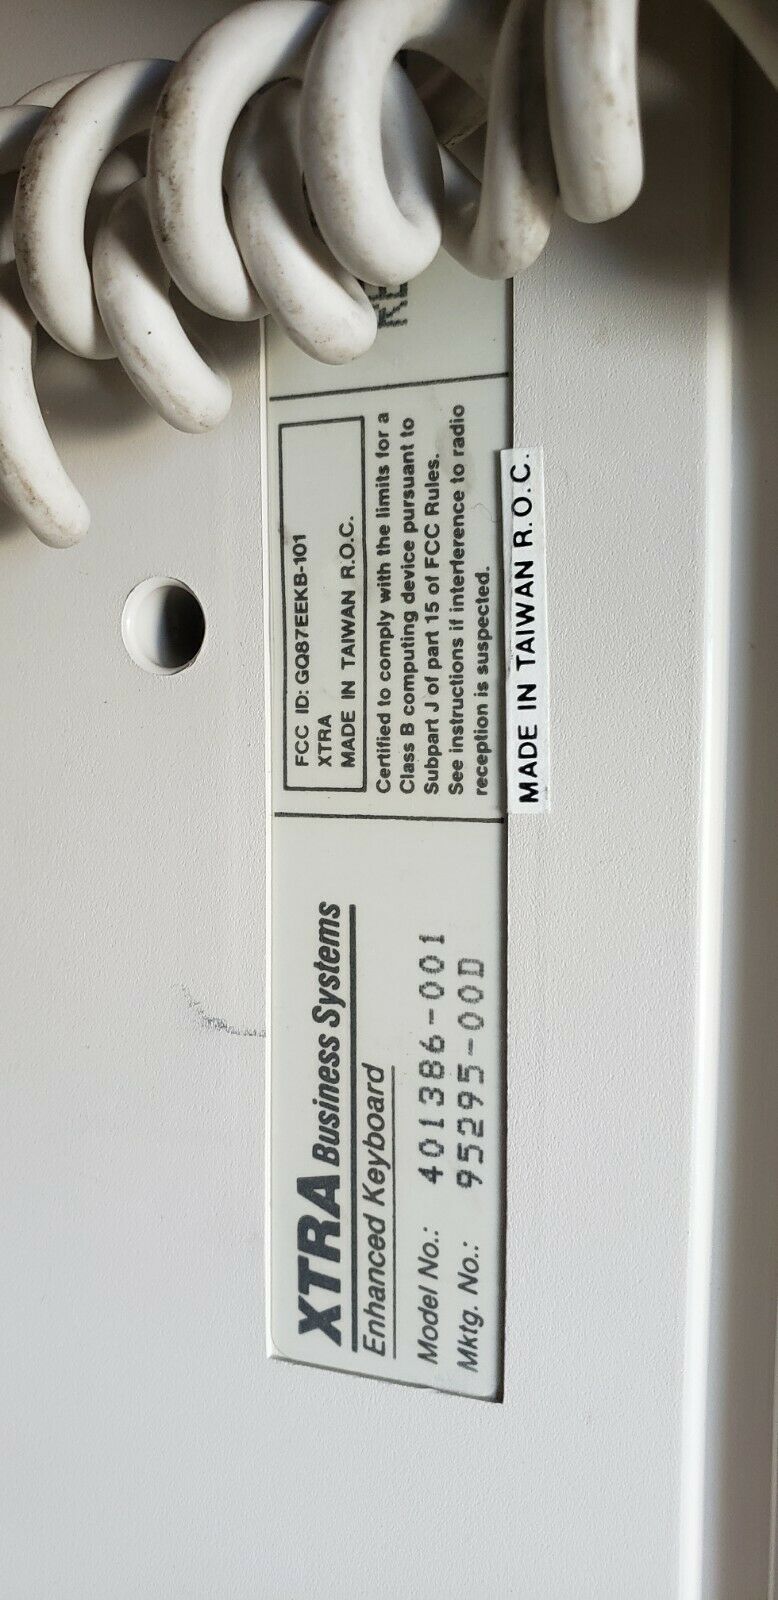 XTRA Business Systems
Enhanced Keyboard
Model No.: 401386-001
Mktg. No.: 95295-00D
FCC ID: GQ87EEKB-101
XTRA
MADE IN TAIWAN R.O.C.
Certified to comply with the limits for a
Class B computing device pursuant to
Subpart J of part 15 of FCC Rules.
See instructions if interference to radio
reception is suspected.
MADE IN TAIWAN R.O.C.